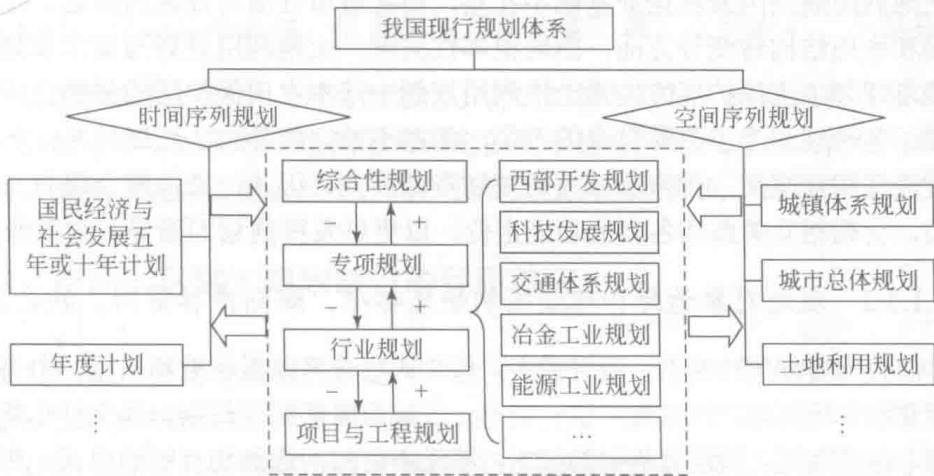 我国现行规划体系
时间序列规划
空间序列规划
国民经济与
社会发展五
年或十年计划
年度计划
⋮
综合性规划
+
专项规划
行业规划
−
+
项目与工程规划
西部开发规划
科技发展规划
交通体系规划
冶金工业规划
能源工业规划
…
城镇体系规划
城市总体规划
土地利用规划
⋮